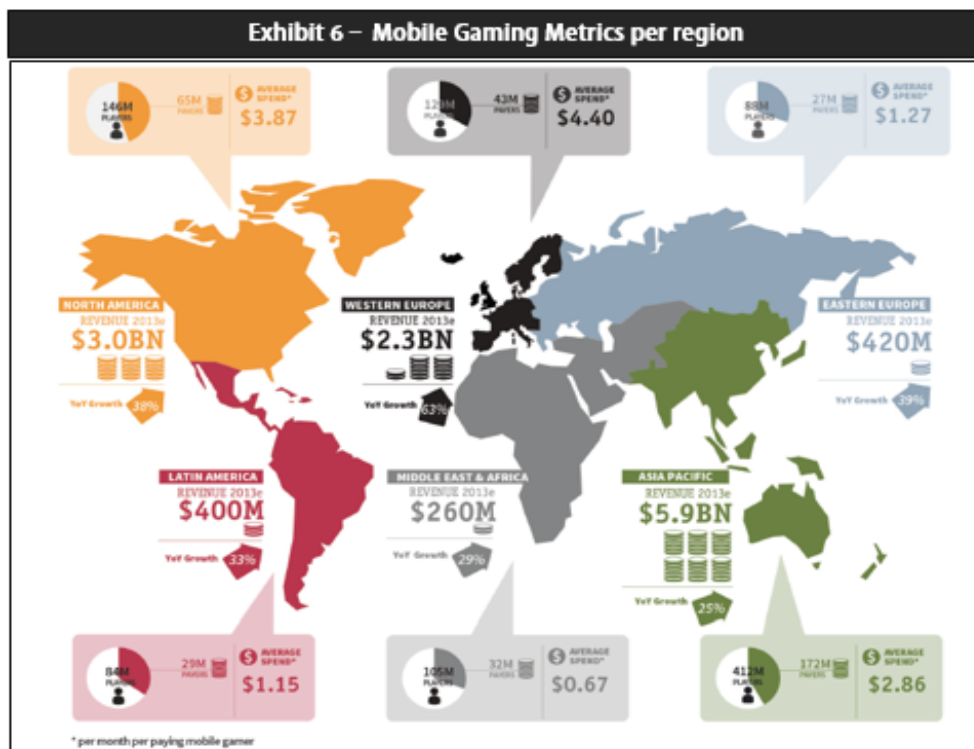 Exhibit 6 – Mobile Gaming Metrics per region
146M
PLAYERS
65M
PAYERS
AVERAGE
SPEND*
$3.87
PLAYERS
43M
PAYERS
AVERAGE
SPEND*
$4.40
88M
PLAYERS
27M
PAYERS
AVERAGE
SPEND*
$1.27
NORTH AMERICA
REVENUE 2013e
$3.0BN
YoY Growth
38%
WESTERN EUROPE
REVENUE 2013e
$2.3BN
YoY Growth
63%
EASTERN EUROPE
REVENUE 2013e
$420M
YoY Growth
39%
LATIN AMERICA
REVENUE 2013e
$400M
YoY Growth
33%
MIDDLE EAST & AFRICA
REVENUE 2013e
$260M
YoY Growth
29%
ASIA PACIFIC
REVENUE 2013e
$5.9BN
YoY Growth
25%
84M
PLAYERS
29M
PAYERS
AVERAGE
SPEND*
$1.15
105M
PLAYERS
32M
PAYERS
AVERAGE
SPEND*
$0.67
412M
PLAYERS
172M
PAYERS
AVERAGE
SPEND*
$2.86
* per month per paying mobile gamer